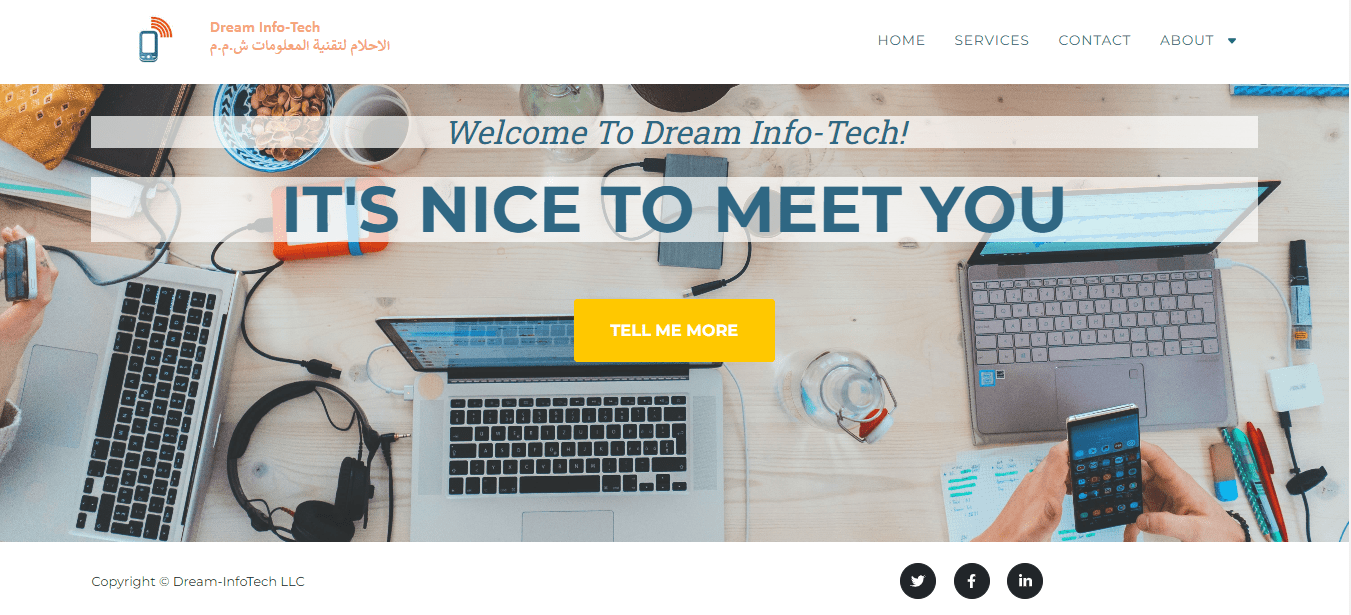 Dream Info-Tech
الاحلام لتقنية المعلومات ش.م.م
HOME SERVICES CONTACT ABOUT
Welcome To Dream Info-Tech!
IT'S NICE TO MEET YOU
TELL ME MORE
Copyright © Dream-InfoTech LLC